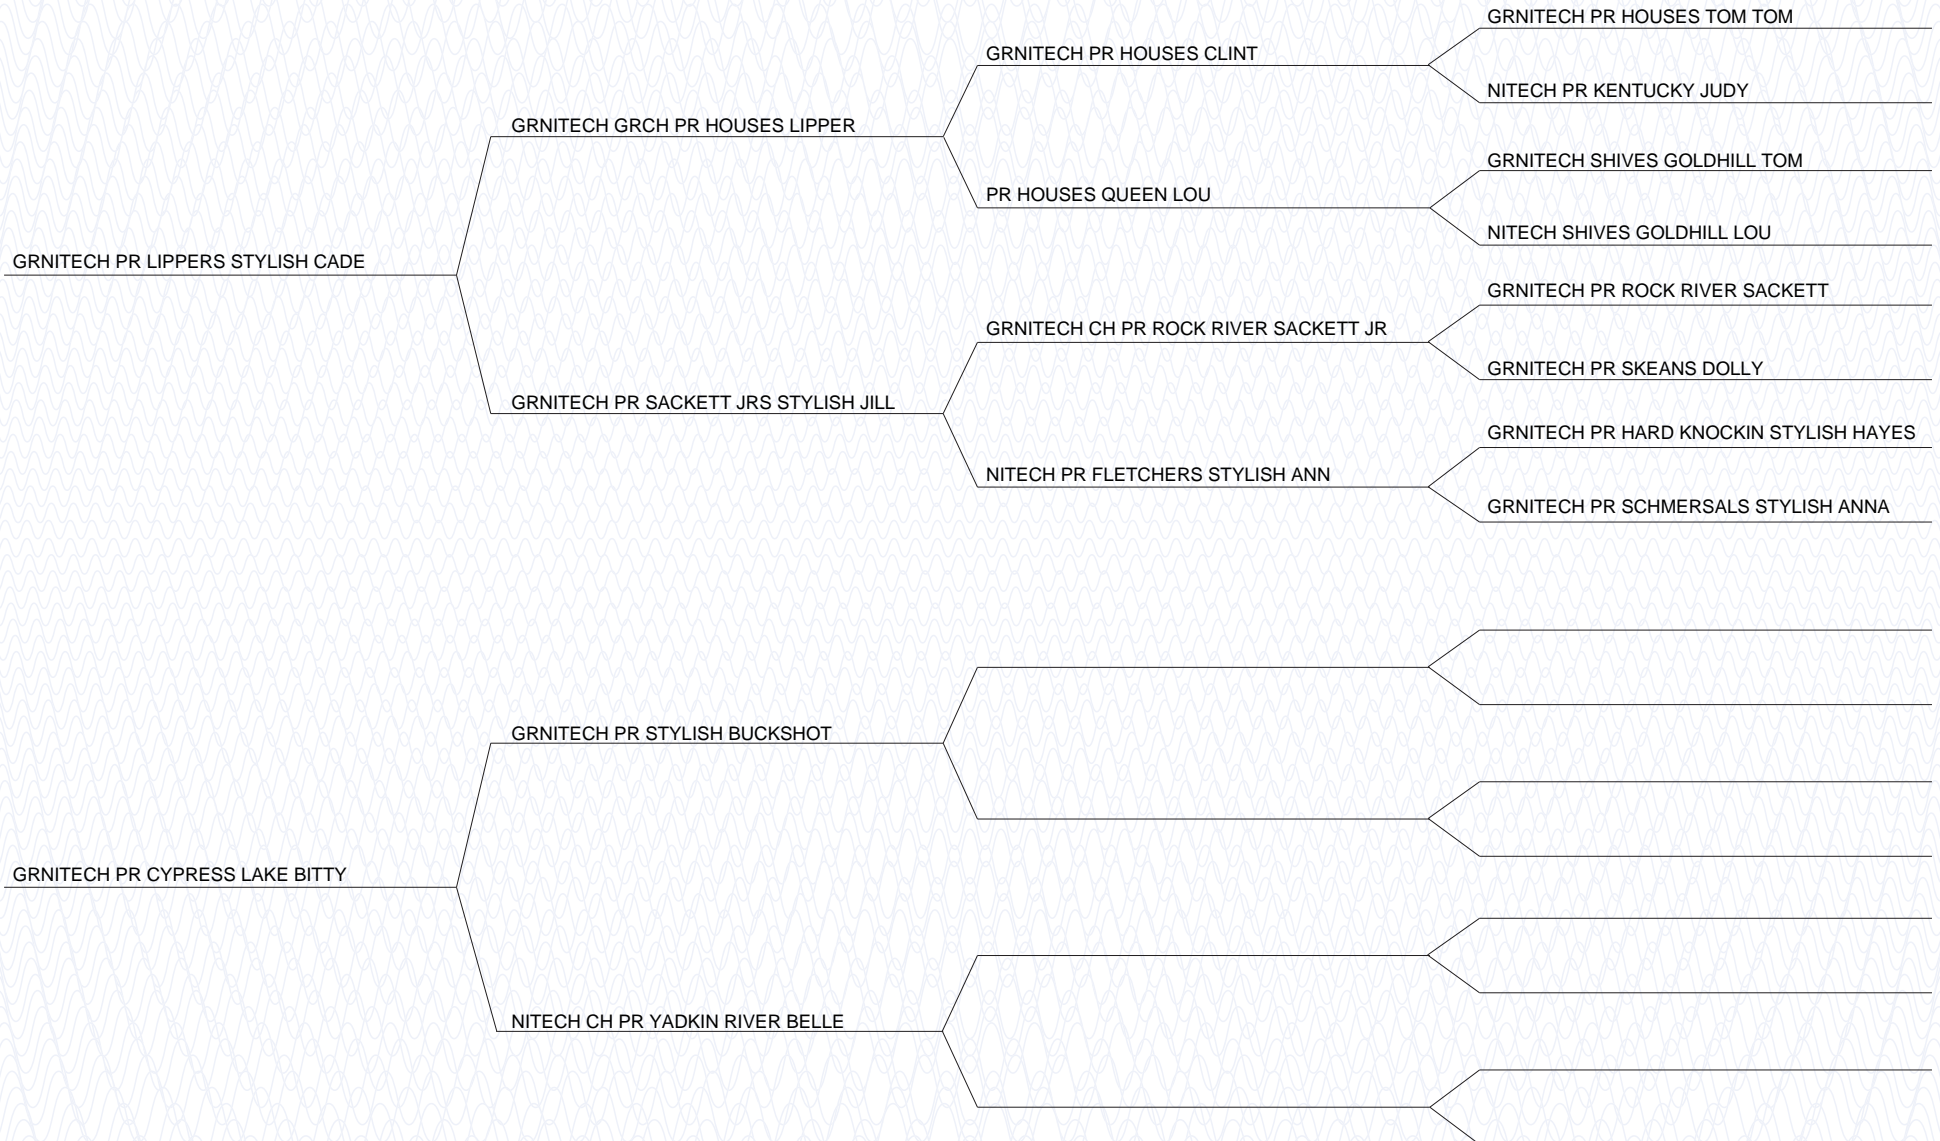 GRNITECH PR HOUSES TOM TOM
GRNITECH PR HOUSES CLINT
NITECH PR KENTUCKY JUDY
GRNITECH GRCH PR HOUSES LIPPER
GRNITECH SHIVES GOLDHILL TOM
PR HOUSES QUEEN LOU
NITECH SHIVES GOLDHILL LOU
GRNITECH PR LIPPERS STYLISH CADE
GRNITECH PR ROCK RIVER SACKETT
GRNITECH CH PR ROCK RIVER SACKETT JR
GRNITECH PR SKEANS DOLLY
GRNITECH PR SACKETT JRS STYLISH JILL
GRNITECH PR HARD KNOCKIN STYLISH HAYES
NITECH PR FLETCHERS STYLISH ANN
GRNITECH PR SCHMERSALS STYLISH ANNA
GRNITECH PR STYLISH BUCKSHOT
GRNITECH PR CYPRESS LAKE BITTY
NITECH CH PR YADKIN RIVER BELLE